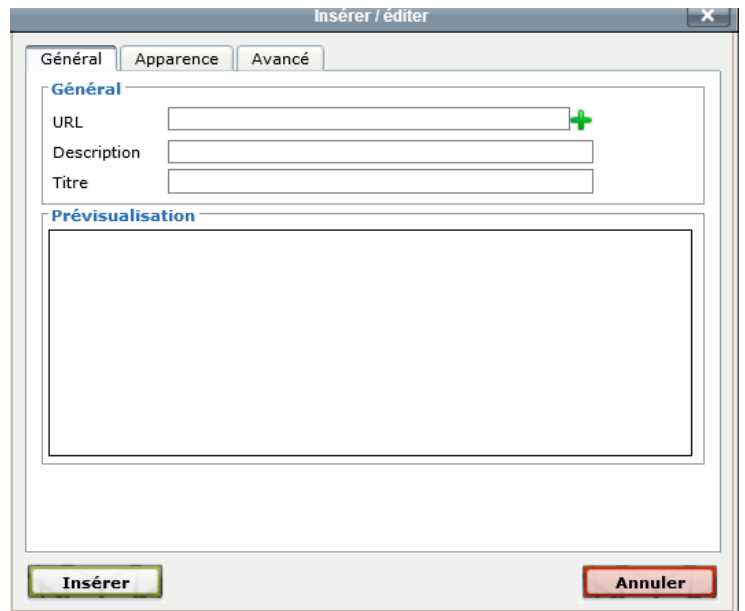 Insérer / éditer
Général Apparence Avancé
Général
URL
Description
Titre
Prévisualisation
Insérer Annuler